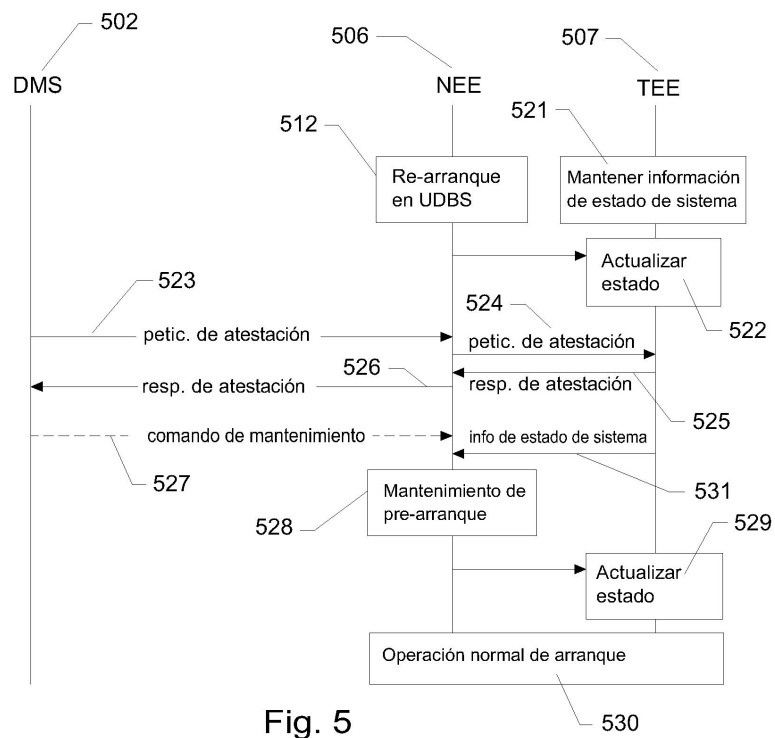 502
506
507
DMS
NEE
TEE
512
521
Re-arranque
en UDBS
Mantener información
de estado de sistema
Actualizar
estado
523
524
522
petic. de atestación
petic. de atestación
526
resp. de atestación
resp. de atestación
525
comando de mantenimiento
info de estado de sistema
527
531
Mantenimiento de
pre-arranque
528
529
Actualizar
estado
Operación normal de arranque
530
Fig. 5